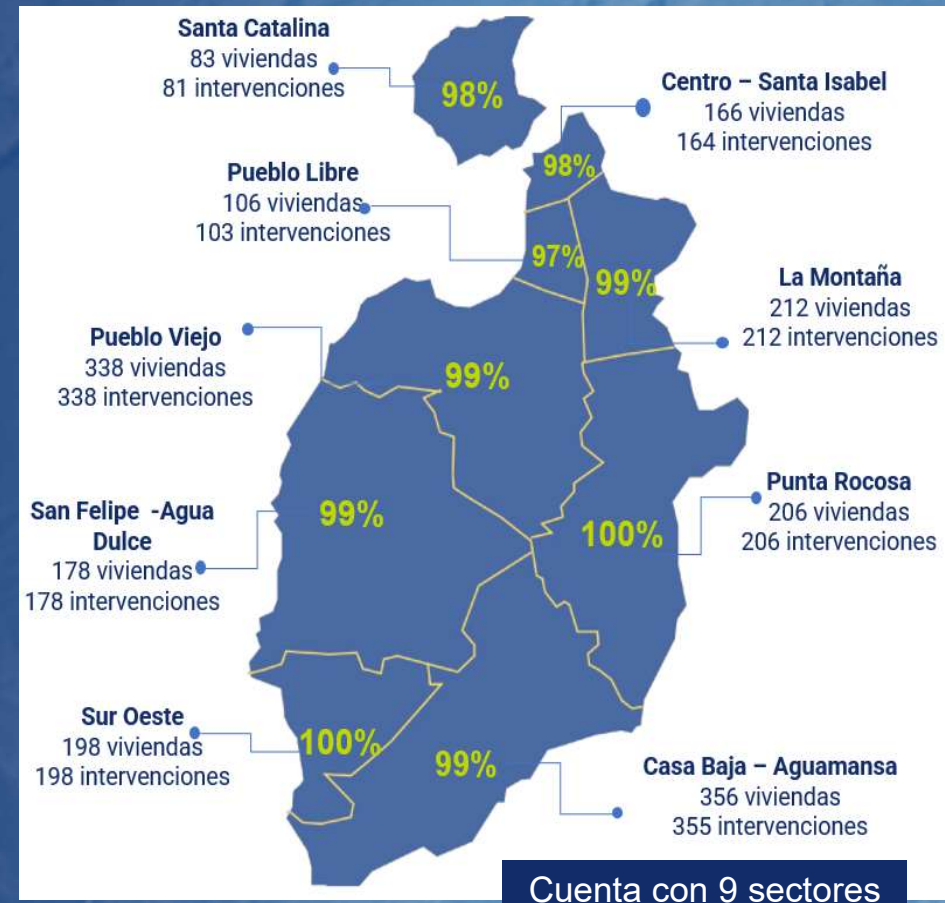 Santa Catalina
83 viviendas
81 intervenciones
98%
Centro – Santa Isabel
166 viviendas
164 intervenciones
98%
Pueblo Libre
106 viviendas
103 intervenciones
97%
99%
La Montaña
212 viviendas
212 intervenciones
Pueblo Viejo
338 viviendas
338 intervenciones
99%
San Felipe -Agua
Dulce
178 viviendas
178 intervenciones
99%
Punta Rocosa
206 viviendas
206 intervenciones
100%
Sur Oeste
198 viviendas
198 intervenciones
100%
99%
Casa Baja – Aguamansa
356 viviendas
355 intervenciones
Cuenta con 9 sectores